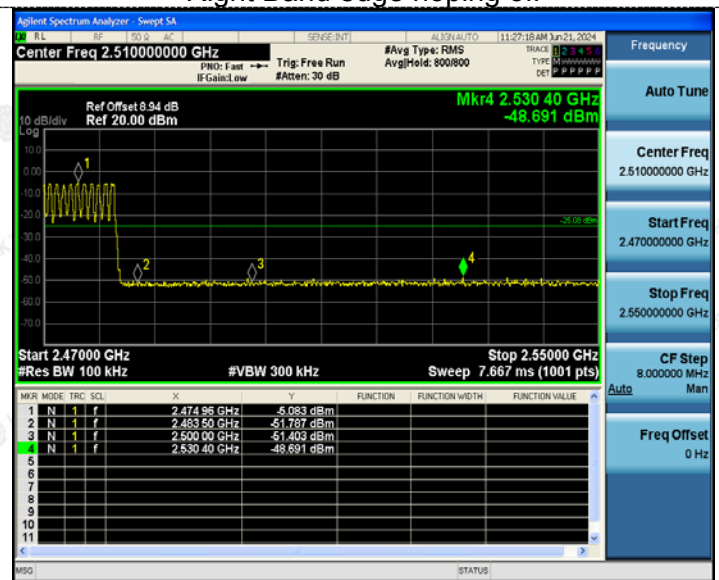 Right Band edge hoping off
Agilent Spectrum Analyzer - Swept SA
RL RF 50 Ω AC SENSE:INT ALIGN AUTO 11:27:18 AM Jun 21, 2024
Center Freq 2.510000000 GHz
PNO: Fast
IFGain:Low
Trig: Free Run
#Atten: 30 dB
#Avg Type: RMS
Avg|Hold: 800/800
TRACE 1 2 3 4 5 6
TYPE M W W W W W
DET P P P P P P
Mkr4 2.530 40 GHz
-48.691 dBm
Ref Offset 8.94 dB
10 dB/div Ref 20.00 dBm
Log
10.0
0.00
-10.0
-20.0
-25.08 dBm
-40.0
-50.0
-60.0
-70.0
1
2
3
4
Start 2.47000 GHz Stop 2.55000 GHz
#Res BW 100 kHz #VBW 300 kHz Sweep 7.667 ms (1001 pts)
MKR MODE TRC SCL X Y FUNCTION FUNCTION WIDTH FUNCTION VALUE
1 N 1 f 2.474 96 GHz -5.083 dBm
2 N 1 f 2.483 50 GHz -51.787 dBm
3 N 1 f 2.500 00 GHz -51.403 dBm
4 N 1 f 2.530 40 GHz -48.691 dBm
5
6
7
8
9
10
11
MSG STATUS
Frequency
Auto Tune
Center Freq
2.510000000 GHz
Start Freq
2.470000000 GHz
Stop Freq
2.550000000 GHz
CF Step
8.000000 MHz
Auto Man
Freq Offset
0 Hz